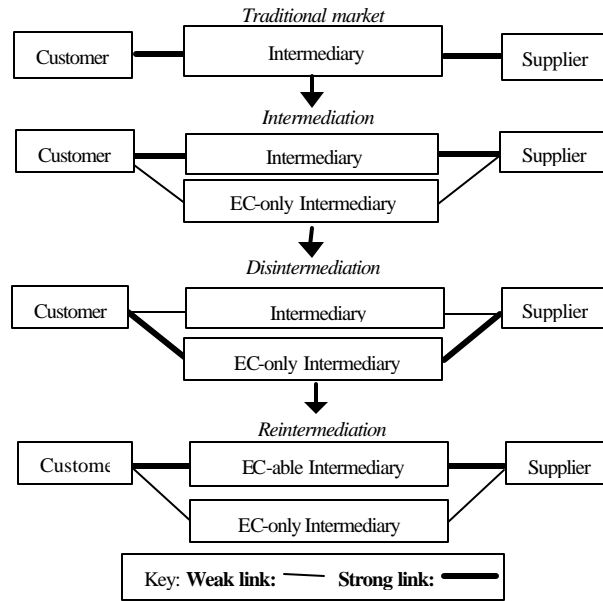 Traditional market
Customer Intermediary Supplier
Intermediation
Customer Intermediary Supplier
EC-only Intermediary
Disintermediation
Customer Intermediary Supplier
EC-only Intermediary
Reintermediation
Custome EC-able Intermediary Supplier
EC-only Intermediary
Key: Weak link: Strong link: